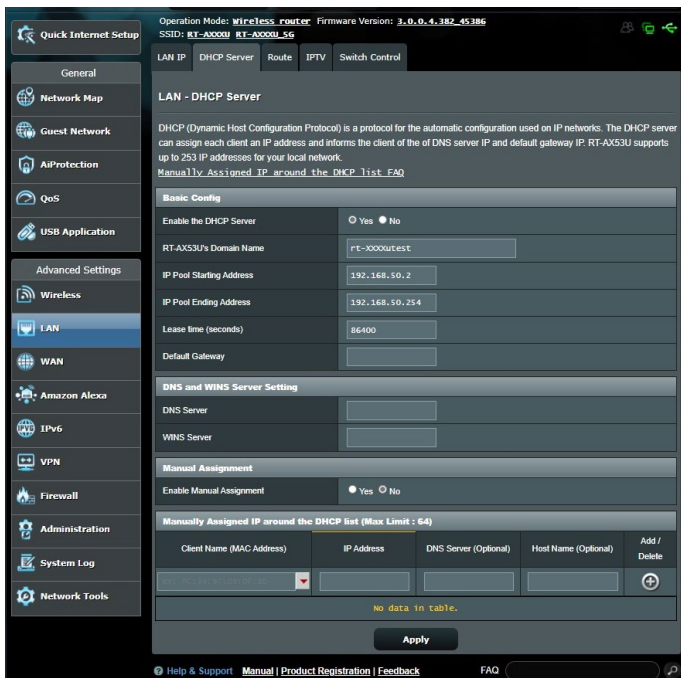 Operation Mode: Wireless router Firmware Version: 3.0.0.4.382_45386
SSID: RT-AXXXU RT-AXXXU_5G
Quick Internet Setup
General
Network Map
Guest Network
AiProtection
QoS
USB Application
Advanced Settings
Wireless
LAN
WAN
Amazon Alexa
IPv6
VPN
Firewall
Administration
System Log
Network Tools
LAN IP DHCP Server Route IPTV Switch Control
LAN - DHCP Server
DHCP (Dynamic Host Configuration Protocol) is a protocol for the automatic configuration used on IP networks. The DHCP server
can assign each client an IP address and informs the client of the of DNS server IP and default gateway IP. RT-AX53U supports
up to 253 IP addresses for your local network.
Manually Assigned IP around the DHCP list FAQ
Basic Config
Enable the DHCP Server Yes No
RT-AX53U's Domain Name rt-XXXXutest
IP Pool Starting Address 192.168.50.2
IP Pool Ending Address 192.168.50.254
Lease time (seconds) 86400
Default Gateway
DNS and WINS Server Setting
DNS Server
WINS Server
Manual Assignment
Enable Manual Assignment Yes No
Manually Assigned IP around the DHCP list (Max Limit : 64)
Client Name (MAC Address) IP Address DNS Server (Optional) Host Name (Optional) Add /
Delete
No data in table.
Apply
Help & Support Manual | Product Registration | Feedback FAQ